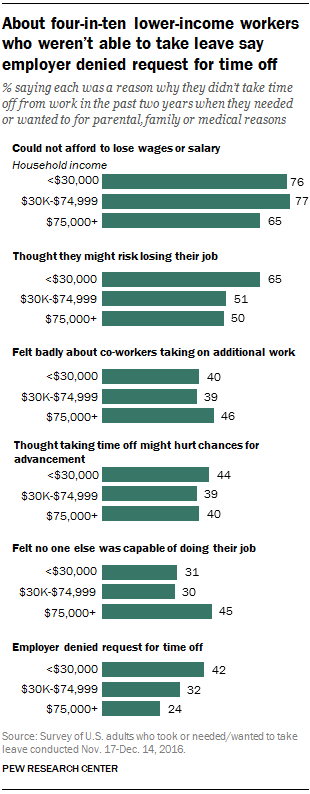 About four-in-ten lower-income workers
who weren't able to take leave say
employer denied request for time off
% saying each was a reason why they didn't take time
off from work in the past two years when they needed
or wanted to for parental, family or medical reasons
Could not afford to lose wages or salary
Household income
<$30,000 76
$30K-$74,999 77
$75,000+ 65
Thought they might risk losing their job
<$30,000 65
$30K-$74,999 51
$75,000+ 50
Felt badly about co-workers taking on additional work
<$30,000 40
$30K-$74,999 39
$75,000+ 46
Thought taking time off might hurt chances for
advancement
<$30,000 44
$30K-$74,999 39
$75,000+ 40
Felt no one else was capable of doing their job
<$30,000 31
$30K-$74,999 30
$75,000+ 45
Employer denied request for time off
<$30,000 42
$30K-$74,999 32
$75,000+ 24
Source: Survey of U.S. adults who took or needed/wanted to take
leave conducted Nov. 17-Dec. 14, 2016.
PEW RESEARCH CENTER